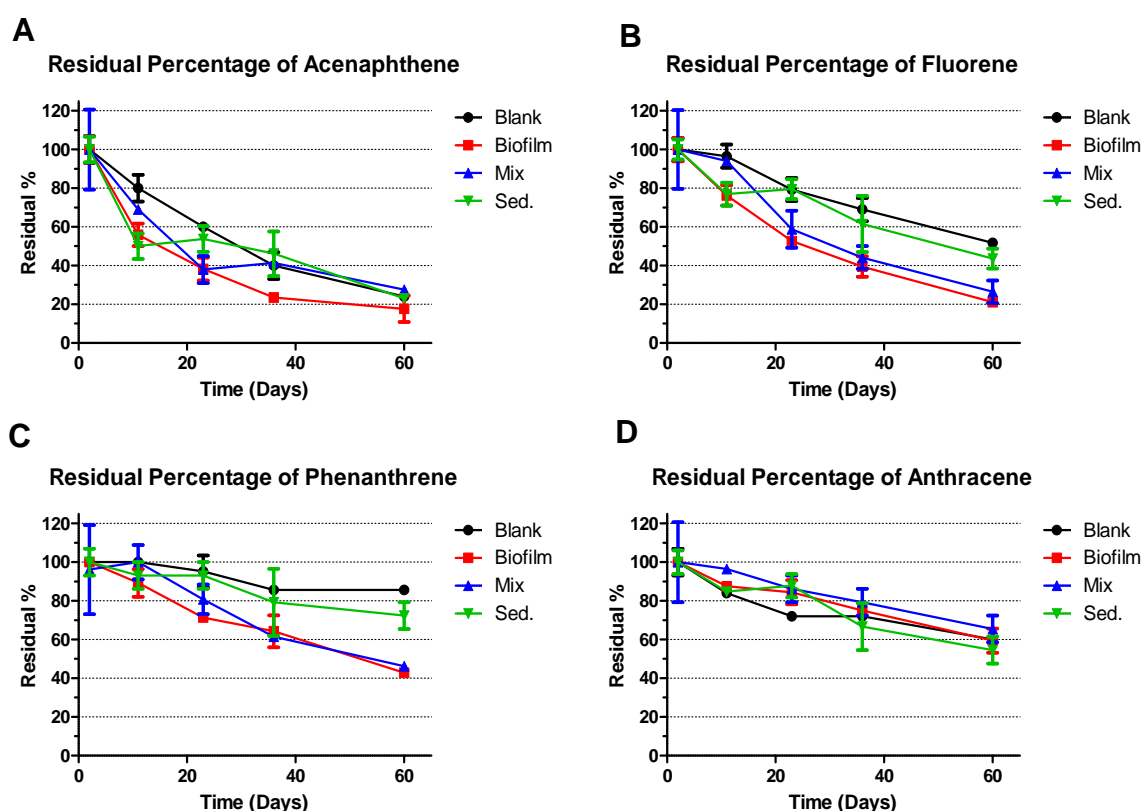 A
Residual Percentage of Acenaphthene
120
100
80
60
40
20
0
Residual %
0 20 40 60
Time (Days)
Blank
Biofilm
Mix
Sed.
B
Residual Percentage of Fluorene
120
100
80
60
40
20
0
Residual %
0 20 40 60
Time (Days)
Blank
Biofilm
Mix
Sed.
C
Residual Percentage of Phenanthrene
120
100
80
60
40
20
0
Residual %
0 20 40 60
Time (Days)
Blank
Biofilm
Mix
Sed.
D
Residual Percentage of Anthracene
120
100
80
60
40
20
0
Residual %
0 20 40 60
Time (Days)
Blank
Biofilm
Mix
Sed.